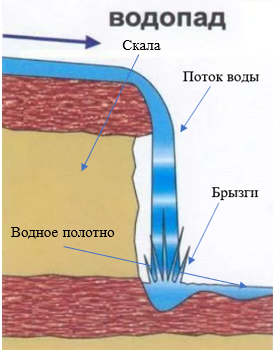 водопад
Скала
Поток воды
Брызги
Водное полотно